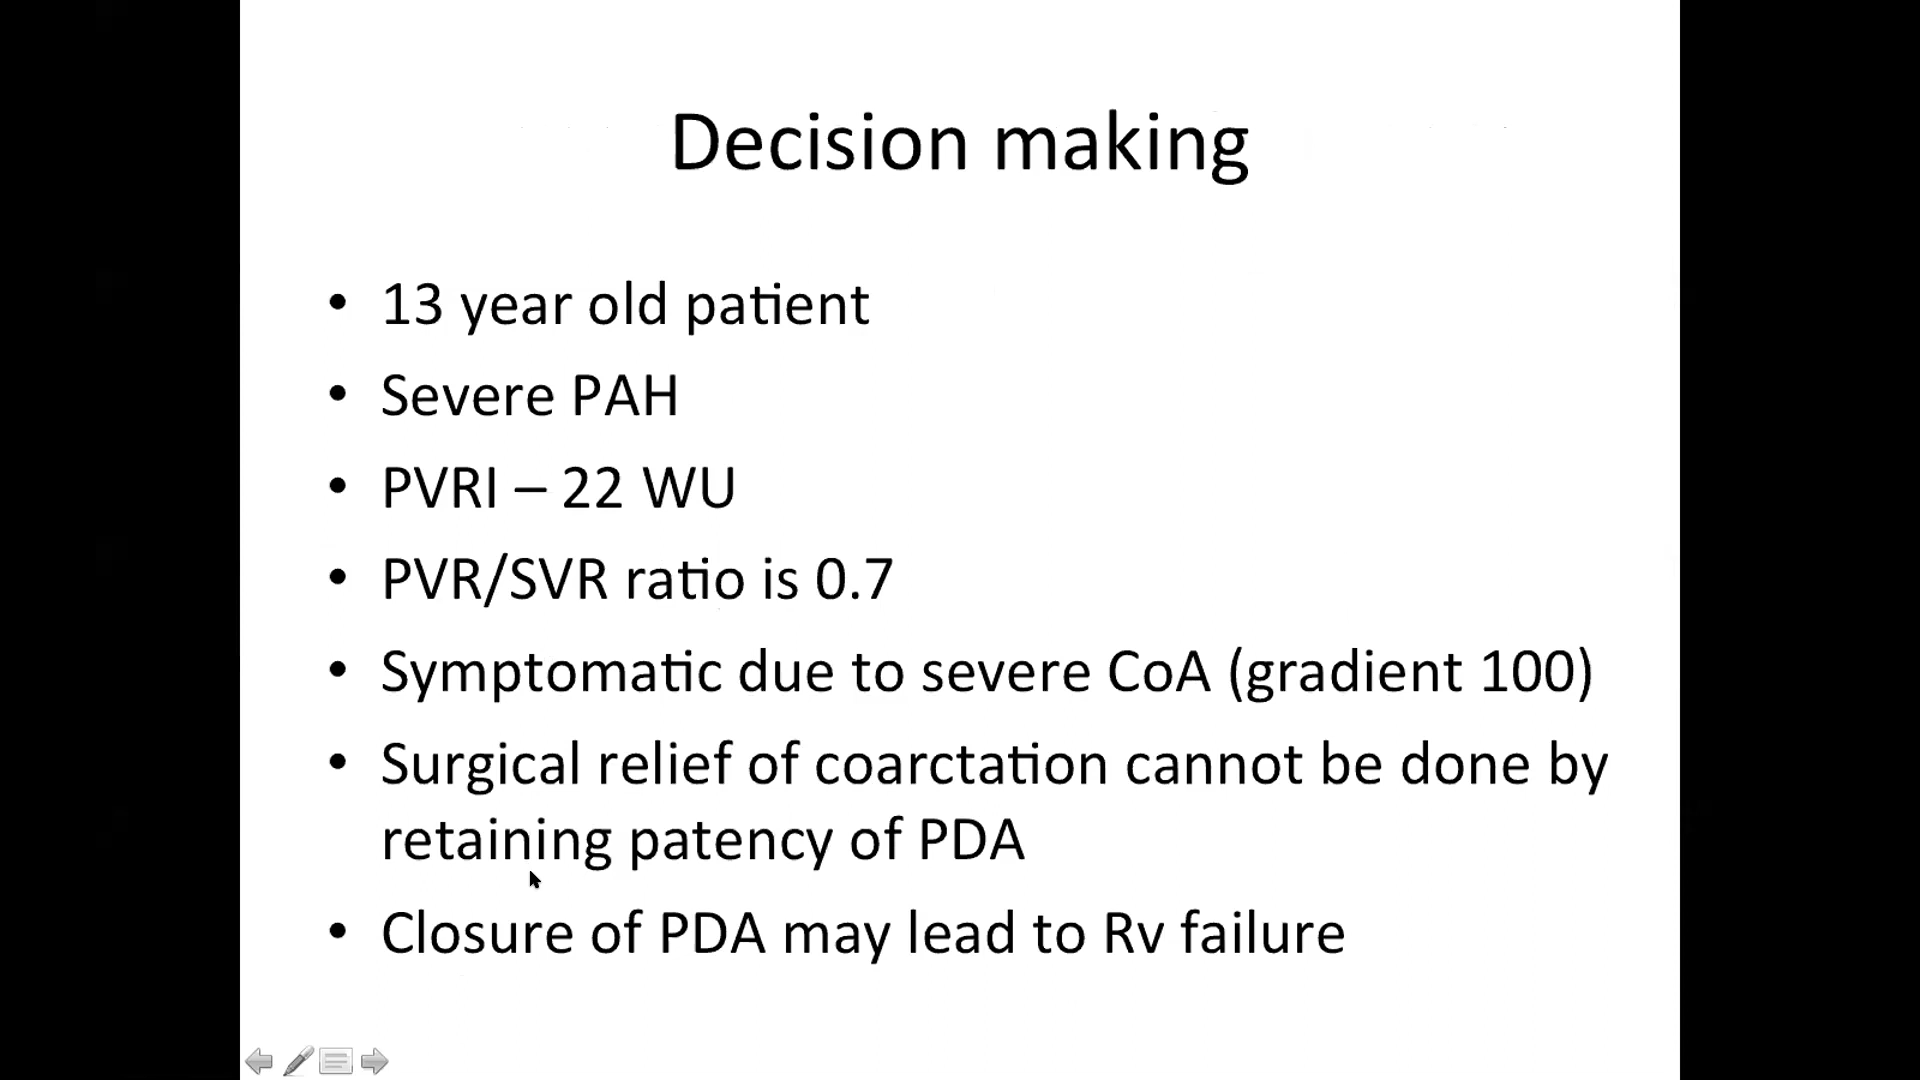 Decision making
• 13 year old patient
• Severe PAH
• PVRI – 22 WU
• PVR/SVR ratio is 0.7
• Symptomatic due to severe CoA (gradient 100)
• Surgical relief of coarctation cannot be done by
retaining patency of PDA
• Closure of PDA may lead to Rv failure